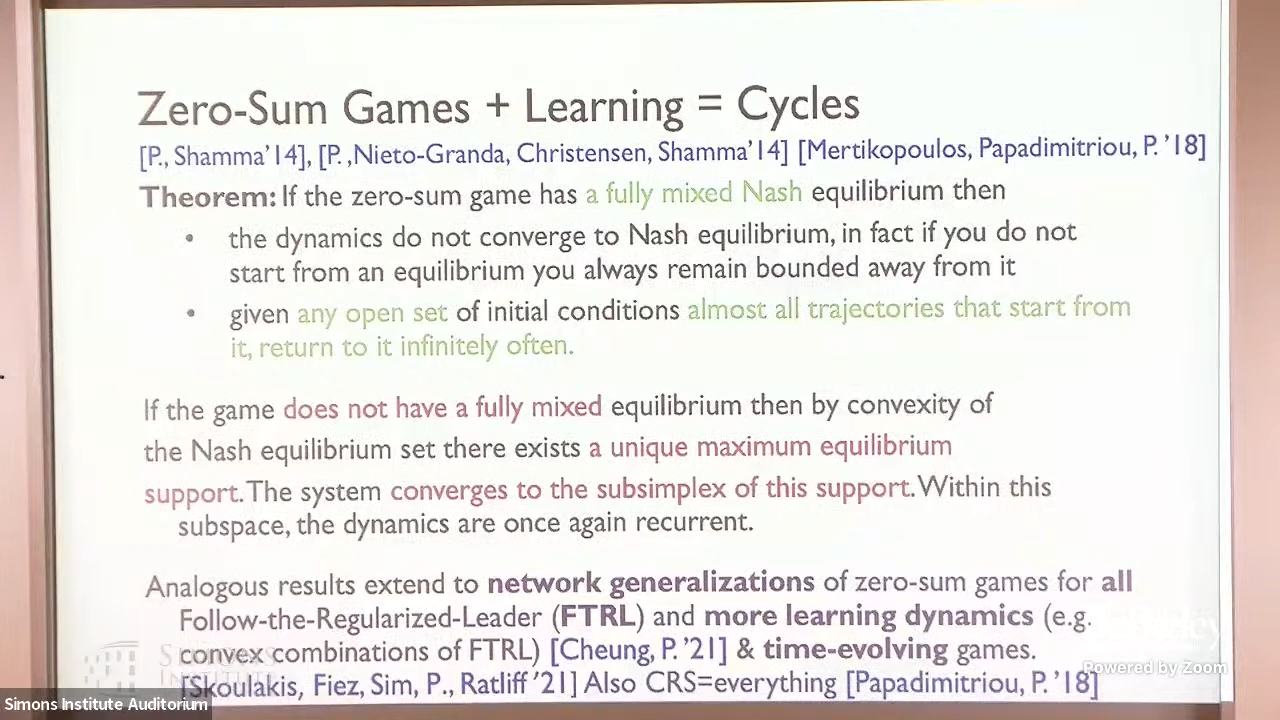 Zero-Sum Games + Learning = Cycles
[P., Shamma'14], [P.,Nieto-Granda, Christensen, Shamma'14] [Mertikopoulos, Papadimitriou, P. '18]
Theorem: If the zero-sum game has a fully mixed Nash equilibrium then
• the dynamics do not converge to Nash equilibrium, in fact if you do not
start from an equilibrium you always remain bounded away from it
• given any open set of initial conditions almost all trajectories that start from
it, return to it infinitely often.
If the game does not have a fully mixed equilibrium then by convexity of
the Nash equilibrium set there exists a unique maximum equilibrium
support. The system converges to the subsimplex of this support. Within this
subspace, the dynamics are once again recurrent.
Analogous results extend to network generalizations of zero-sum games for all
Follow-the-Regularized-Leader (FTRL) and more learning dynamics (e.g.
convex combinations of FTRL) [Cheung, P. '21] & time-evolving games.
[Skoulakis, Fiez, Sim, P., Ratliff '21] Also CRS=everything [Papadimitriou, P. '18]
SIMONS
INSTITUTE
Powered by Zoom
Simons Institute Auditorium